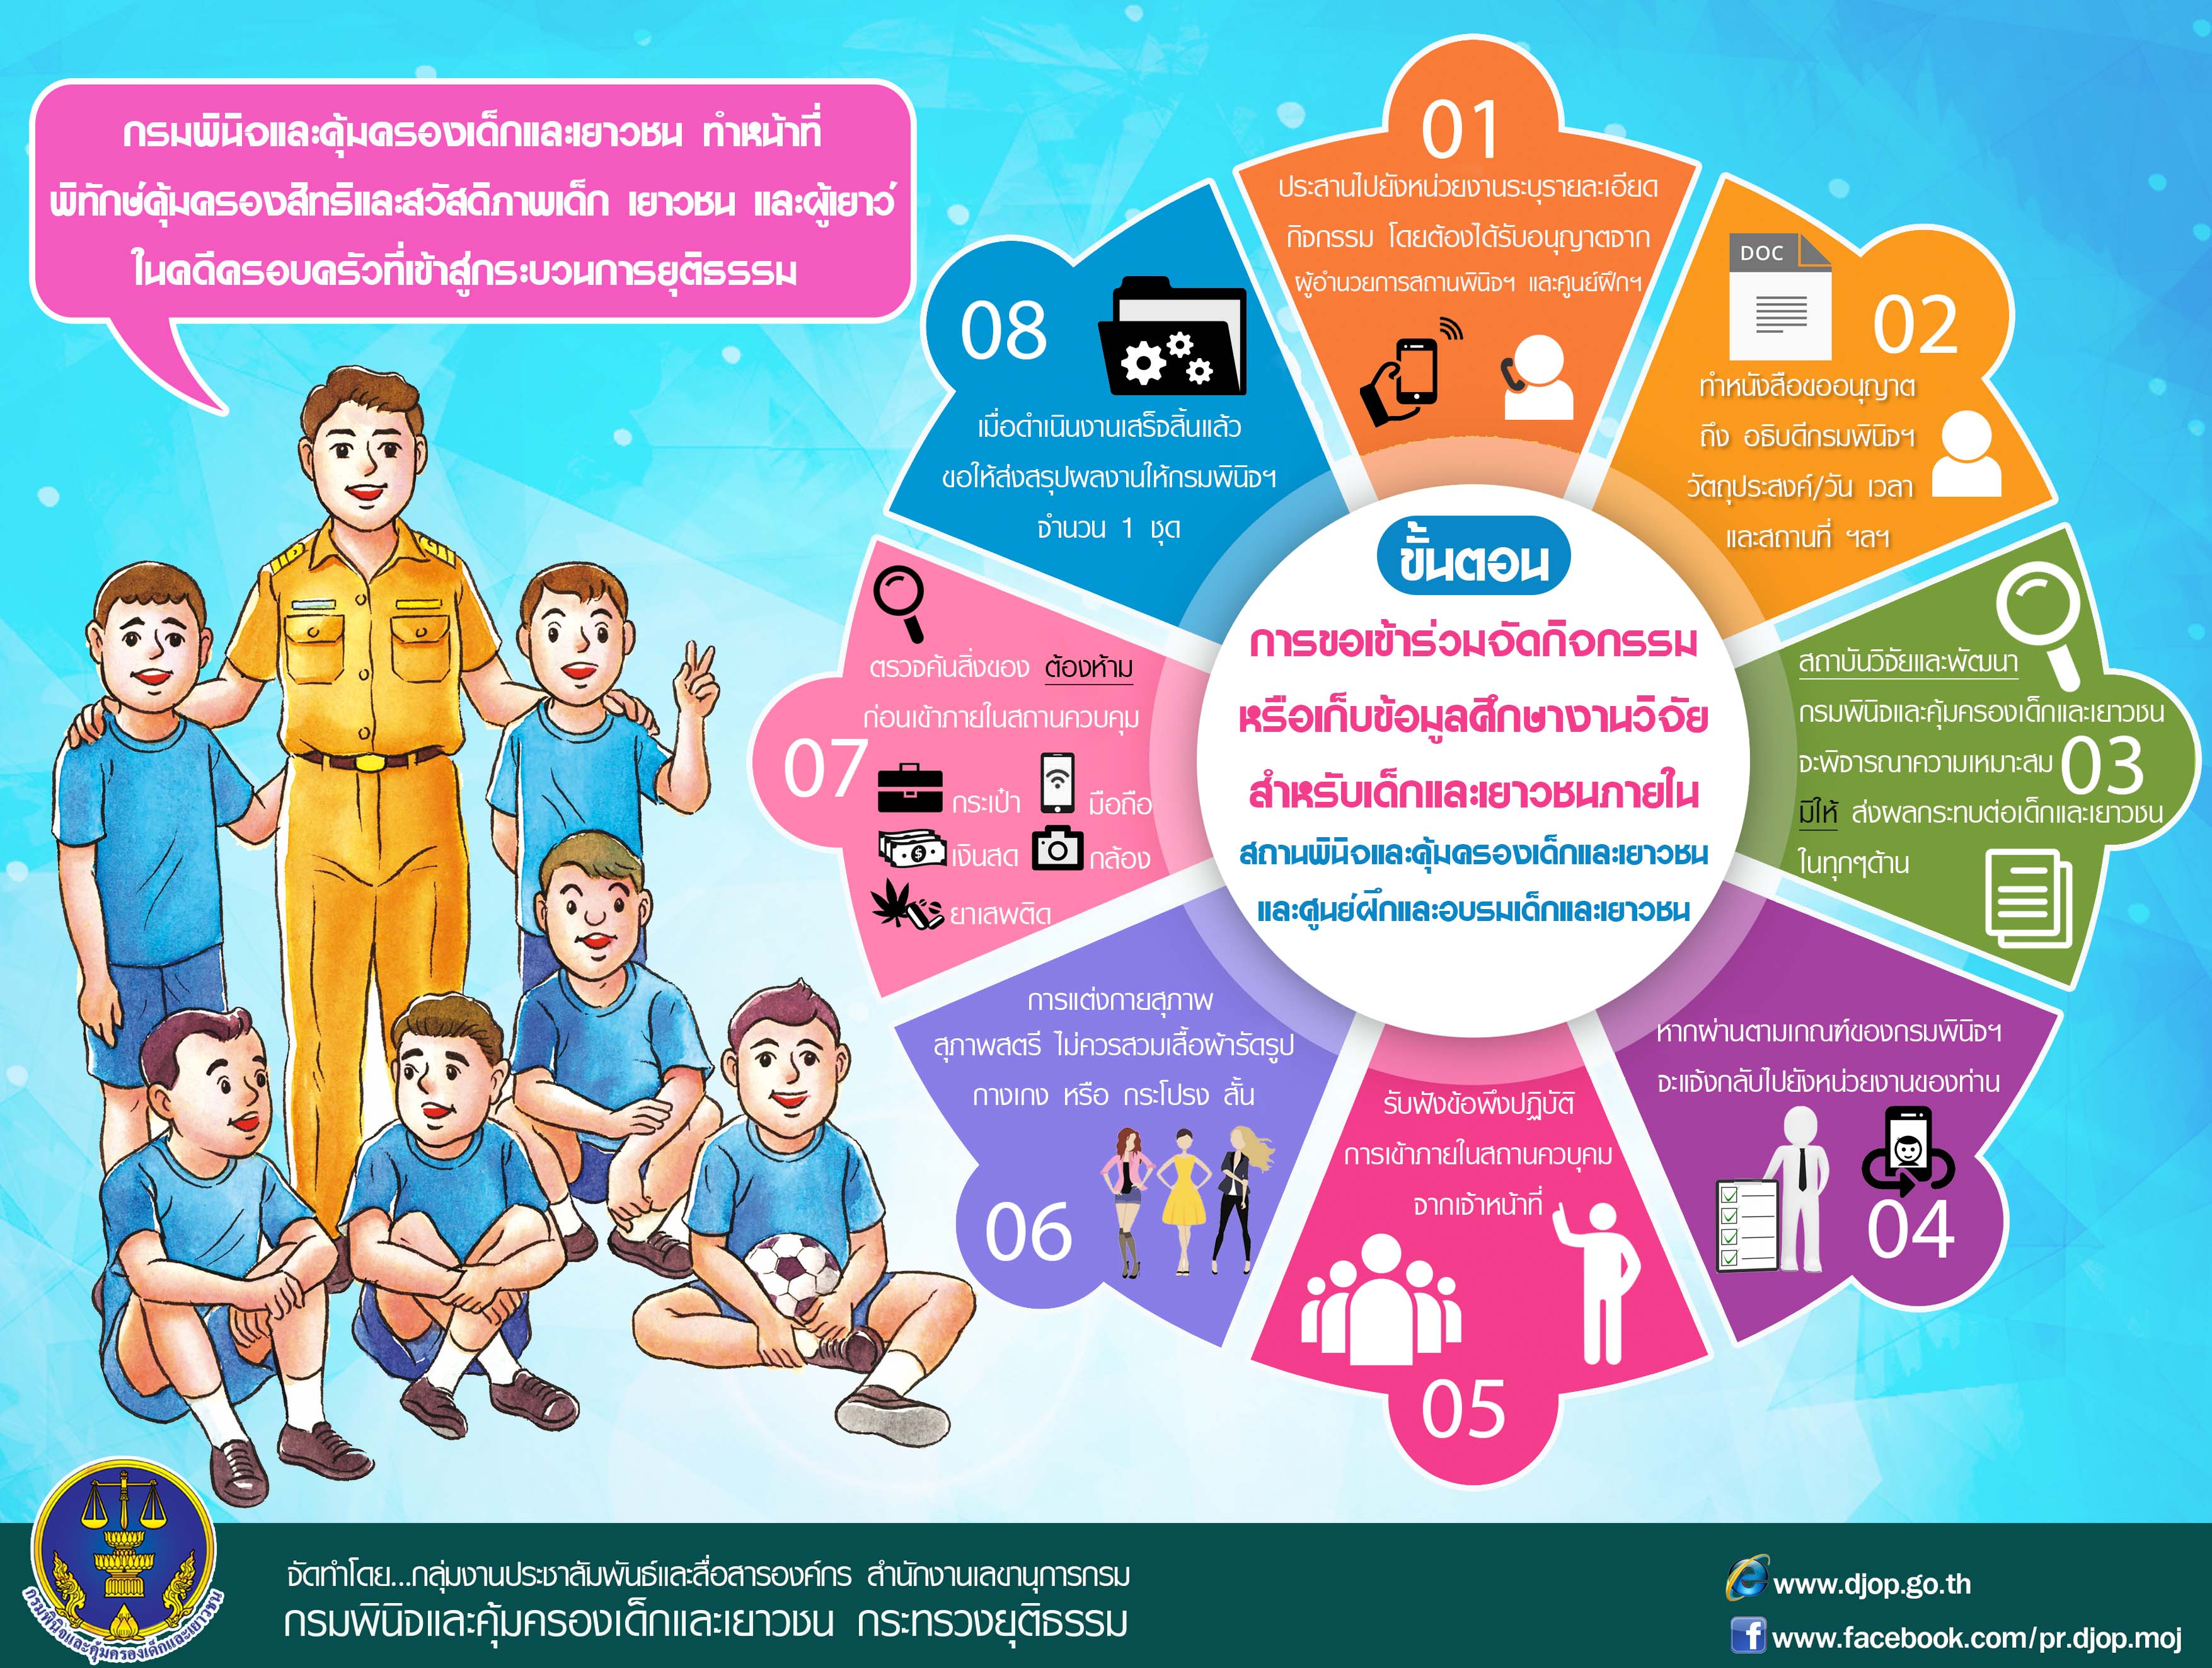 กรมพินิจและคุ้มครองเด็กและเยาวชน ทำหน้าที่
พิทักษ์คุ้มครองสิทธิและสวัสดิภาพเด็ก เยาวชน และผู้เยาว์
ในคดีครอบครัวที่เข้าสู่กระบวนการยุติธรรม
ขั้นตอน
การขอเข้าร่วมจัดกิจกรรม
หรือเก็บข้อมูลศึกษางานวิจัย
สำหรับเด็กและเยาวชนภายใน
สถานพินิจและคุ้มครองเด็กและเยาวชน
และศูนย์ฝึกและอบรมเด็กและเยาวชน
01
ประสานไปยังหน่วยงานระบุรายละเอียด
กิจกรรม โดยต้องได้รับอนุญาตจาก
ผู้อำนวยการสถานพินิจฯ และศูนย์ฝึกฯ
DOC
02
ทำหนังสือขออนุญาต
ถึง อธิบดีกรมพินิจฯ
วัตถุประสงค์/วัน เวลา
และสถานที่ ฯลฯ
สถาบันวิจัยและพัฒนา
กรมพินิจและคุ้มครองเด็กและเยาวชน
จะพิจารณาความเหมาะสม
03
มิให้ ส่งผลกระทบต่อเด็กและเยาวชน
ในทุกๆด้าน
หากผ่านตามเกณฑ์ของกรมพินิจฯ
จะแจ้งกลับไปยังหน่วยงานของท่าน
04
รับฟังข้อพึงปฏิบัติ
การเข้าภายในสถานควบุคม
จากเจ้าหน้าที่
05
การแต่งกายสุภาพ
สุภาพสตรี ไม่ควรสวมเสื้อผ้ารัดรูป
กางเกง หรือ กระโปรง สั้น
06
ตรวจค้นสิ่งของ ต้องห้าม
ก่อนเข้าภายในสถานควบคุม
07
กระเป๋า มือถือ
เงินสด กล้อง
ยาเสพติด
08
เมื่อดำเนินงานเสร็จสิ้นแล้ว
ขอให้ส่งสรุปผลงานให้กรมพินิจฯ
จำนวน 1 ชุด
กรมพินิจและคุ้มครองเด็กและเยาวชน
จัดทำโดย...กลุ่มงานประชาสัมพันธ์และสื่อสารองค์กร สำนักงานเลขานุการกรม
กรมพินิจและคุ้มครองเด็กและเยาวชน กระทรวงยุติธรรม
www.djop.go.th
www.facebook.com/pr.djop.moj